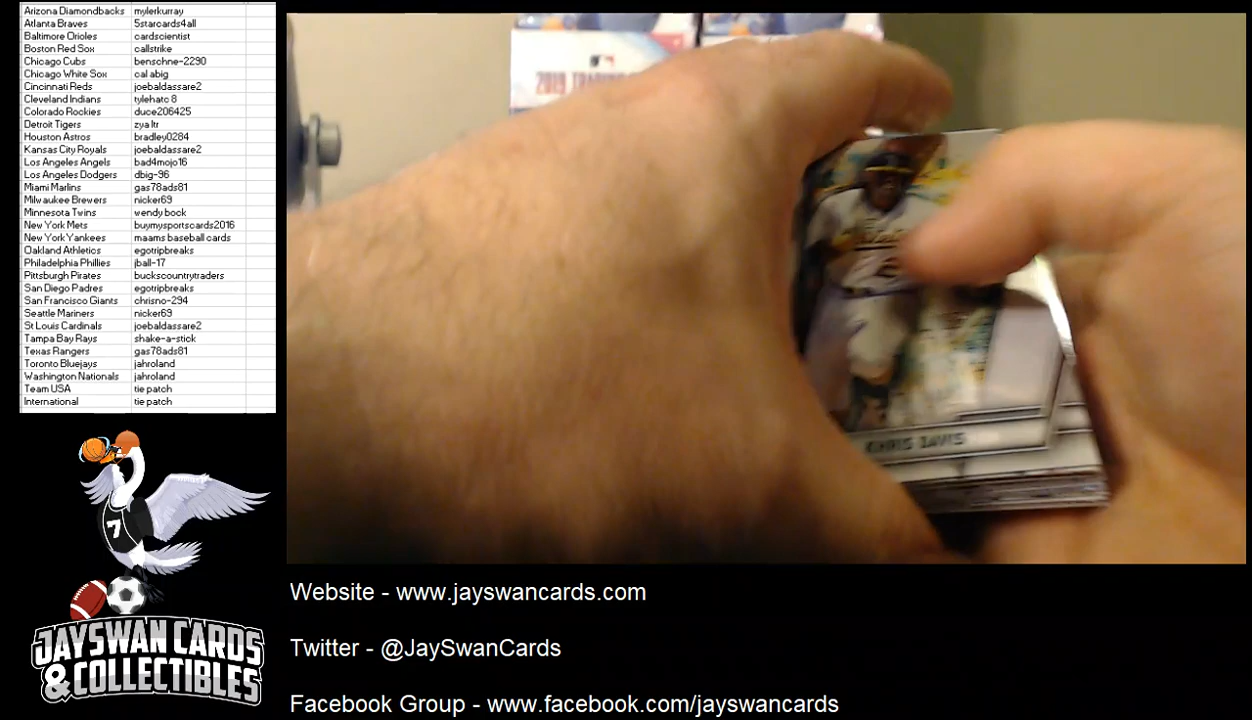 Arizona Diamondbacks mylerkurray
Atlanta Braves 5starcards4all
Baltimore Orioles cardscientist
Boston Red Sox callstrike
Chicago Cubs benschne-2290
Chicago White Sox cal abig
Cincinnati Reds joebaldassare2
Cleveland Indians tylehatc 8
Colorado Rockies duce206425
Detroit Tigers zya ltr
Houston Astros bradley0284
Kansas City Royals joebaldassare2
Los Angeles Angels bad4mojo16
Los Angeles Dodgers dbig-96
Miami Marlins gas78ads81
Milwaukee Brewers nicker69
Minnesota Twins wendy bock
New York Mets buymysportscards2016
New York Yankees maams baseball cards
Oakland Athletics egotripbreaks
Philadelphia Phillies jball-17
Pittsburgh Pirates buckscountrytraders
San Diego Padres egotripbreaks
San Francisco Giants chrisno-294
Seattle Mariners nicker69
St Louis Cardinals joebaldassare2
Tampa Bay Rays shake-a-stick
Texas Rangers gas78ads81
Toronto Bluejays jahroland
Washington Nationals jahroland
Team USA tie patch
International tie patch
2019 TRADING
KHRIS DAVIS
7
JAYSWAN CARDS
& COLLECTIBLES
Website - www.jayswancards.com
Twitter - @JaySwanCards
Facebook Group - www.facebook.com/jayswancards